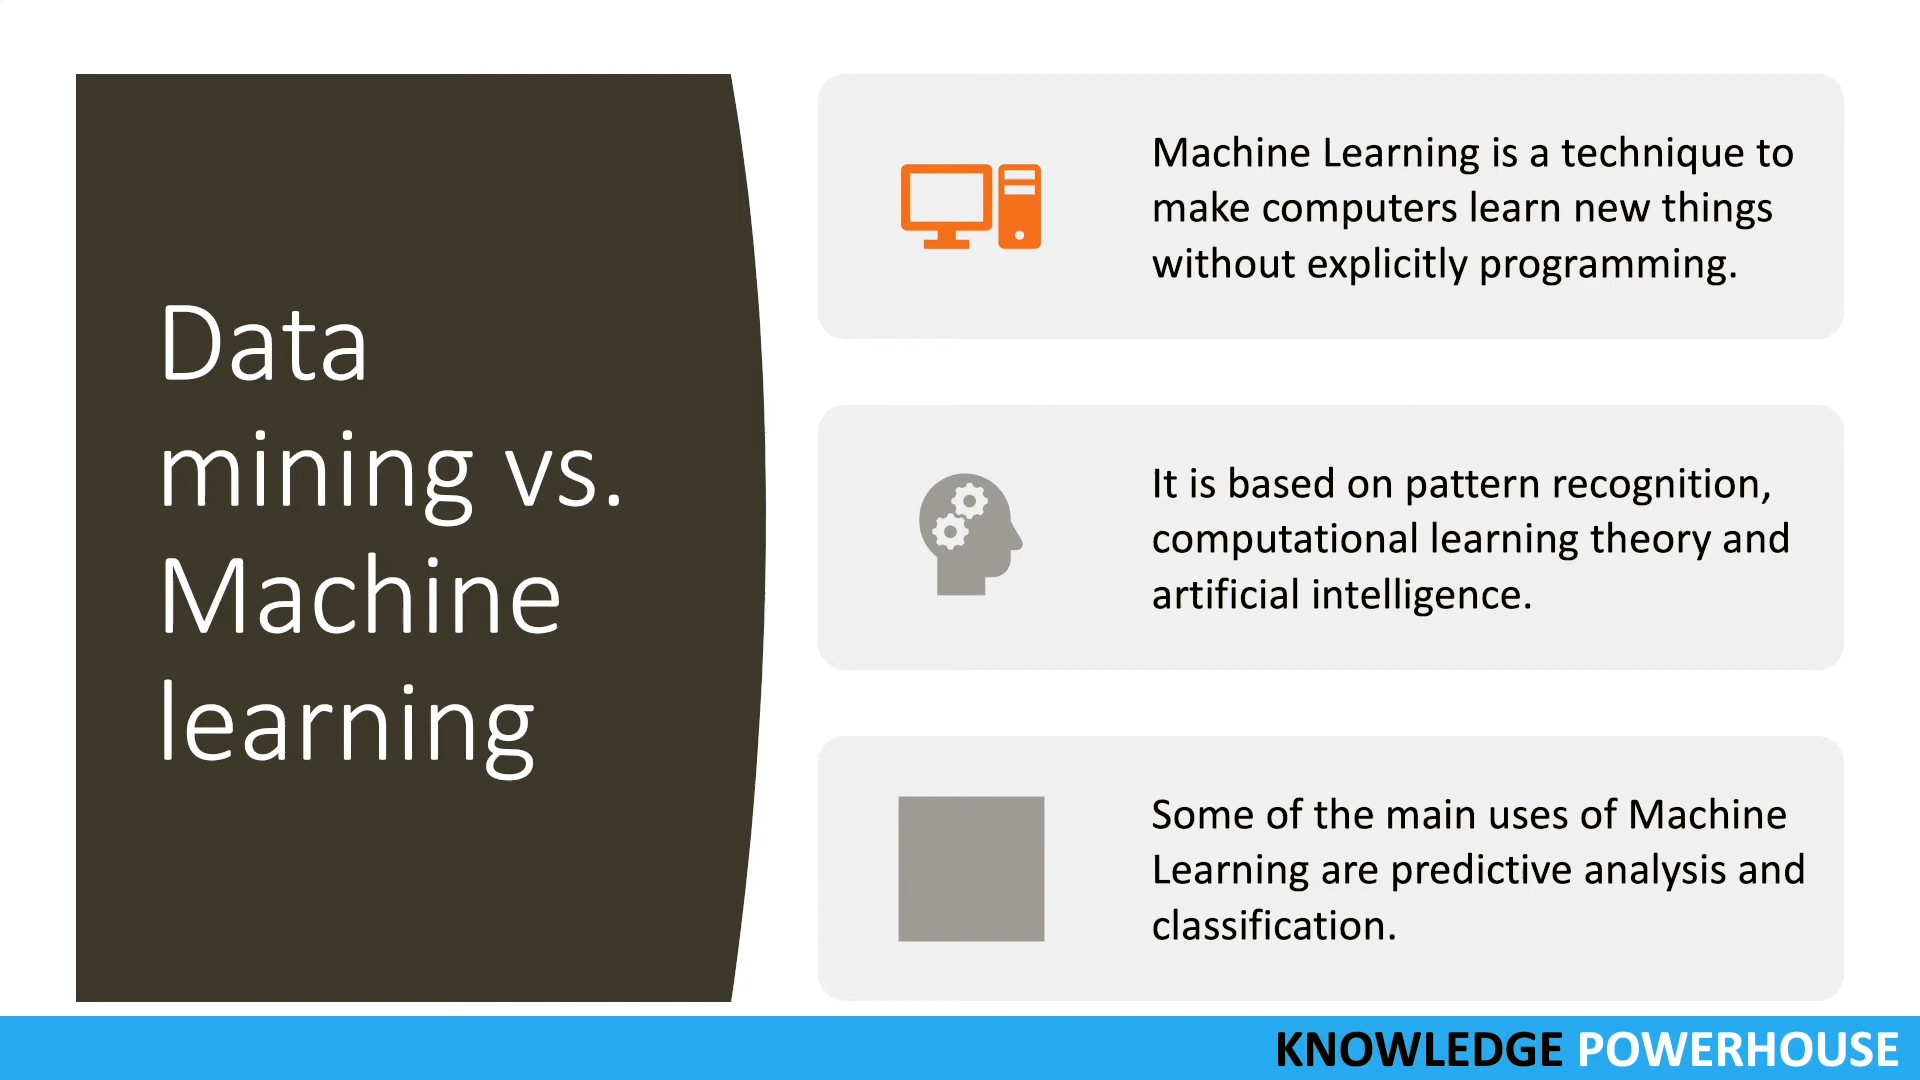 Data
mining vs.
Machine
learning
Machine Learning is a technique to
make computers learn new things
without explicitly programming.
It is based on pattern recognition,
computational learning theory and
artificial intelligence.
Some of the main uses of Machine
Learning are predictive analysis and
classification.
KNOWLEDGE POWERHOUSE